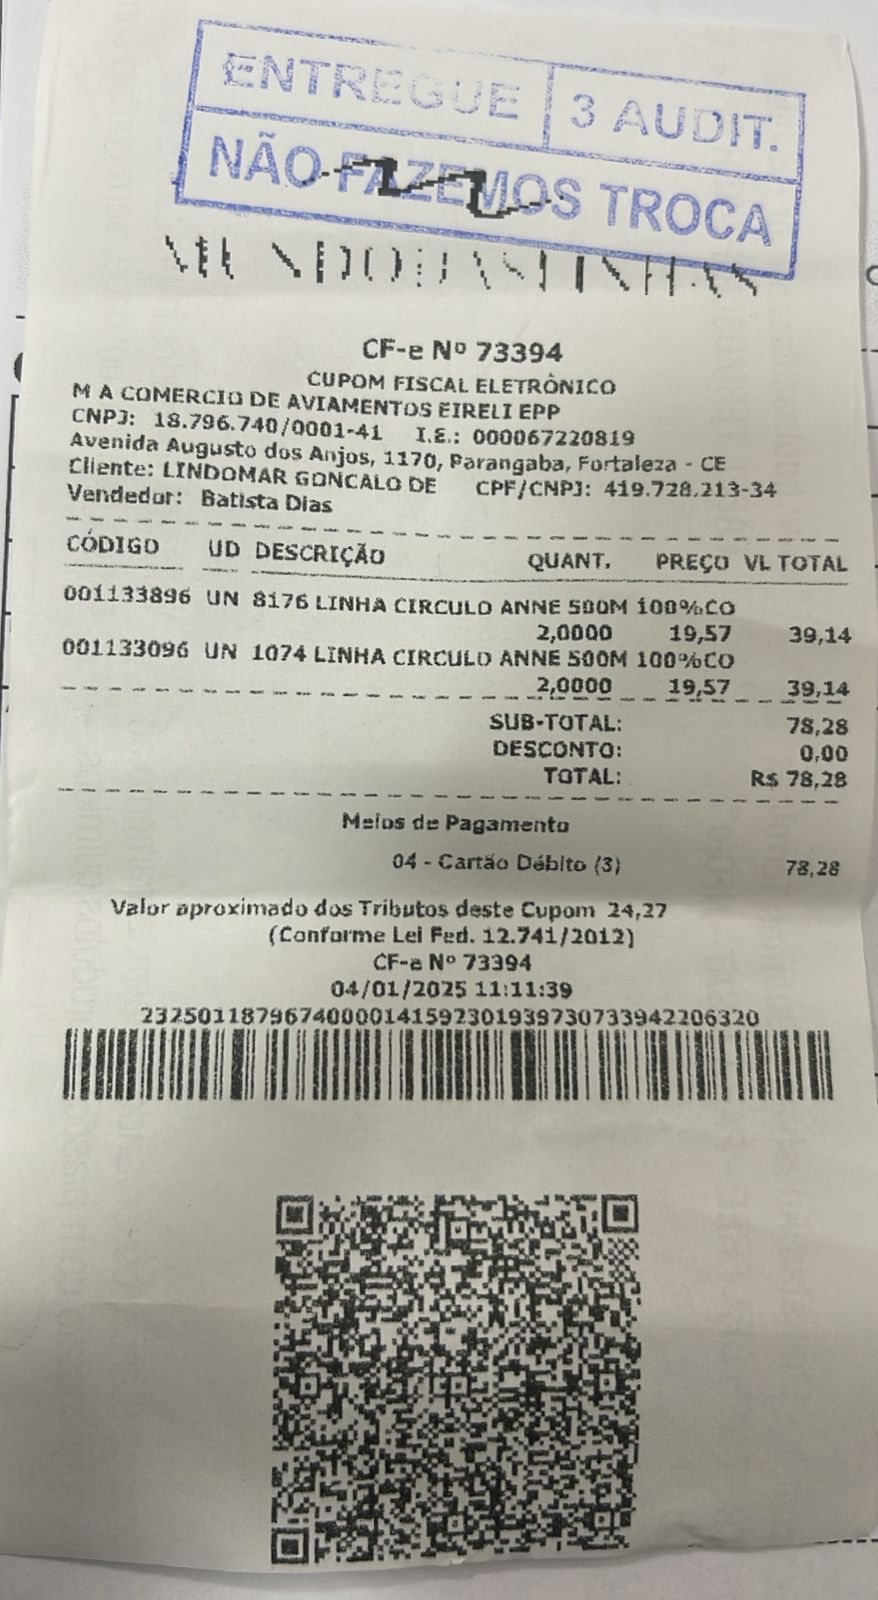 ENTREGUE 3 AUDIT.
NÃO FAZEMOS TROCA
CF-e Nº 73394
CUPOM FISCAL ELETRÔNICO
M A COMERCIO DE AVIAMENTOS EIRELI EPP
CNPJ: 18.796.740/0001-41 I.E.: 000067220819
Avenida Augusto dos Anjos, 1170, Parangaba, Fortaleza - CE
Cliente: LINDOMAR GONCALO DE CPF/CNPJ: 419.728.213-34
Vendedor: Batista Dias
CÓDIGO UD DESCRIÇÃO QUANT. PREÇO VL TOTAL
001133896 UN 8176 LINHA CIRCULO ANNE 500M 100%CO
2,0000 19,57 39,14
001133096 UN 1074 LINHA CIRCULO ANNE 500M 100%CO
2,0000 19,57 39,14
SUB-TOTAL: 78,28
DESCONTO: 0,00
TOTAL: R$ 78,28
Meios de Pagamento
04 - Cartão Débito (3) 78,28
Valor aproximado dos Tributos deste Cupom 24,27
(Conforme Lei Fed. 12.741/2012)
CF-e Nº 73394
04/01/2025 11:11:39
23250118796740000141592301939730733942206320